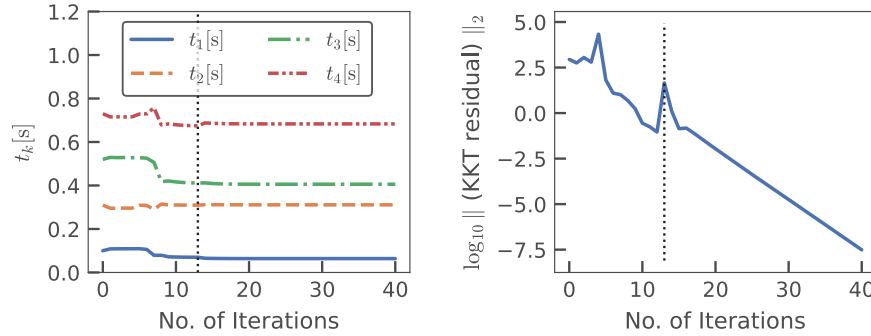 1.2
1.0
0.8
0.6
0.4
0.2
0.0
t_k[s]
t_1[s]
t_2[s]
t_3[s]
t_4[s]
0
10
20
30
40
No. of Iterations
5.0
2.5
0.0
−2.5
−5.0
−7.5
log_10 || (KKT residual) ||_2
0
10
20
30
40
No. of Iterations